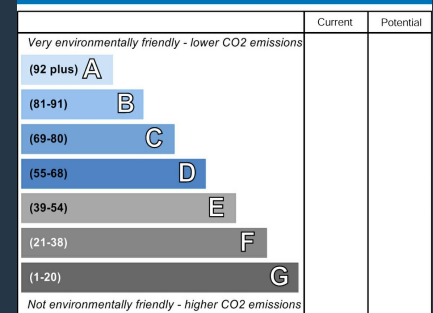 Current Potential
Very environmentally friendly - lower CO2 emissions
(92 plus) A
(81-91) B
(69-80) C
(55-68) D
(39-54) E
(21-38) F
(1-20) G
Not environmentally friendly - higher CO2 emissions